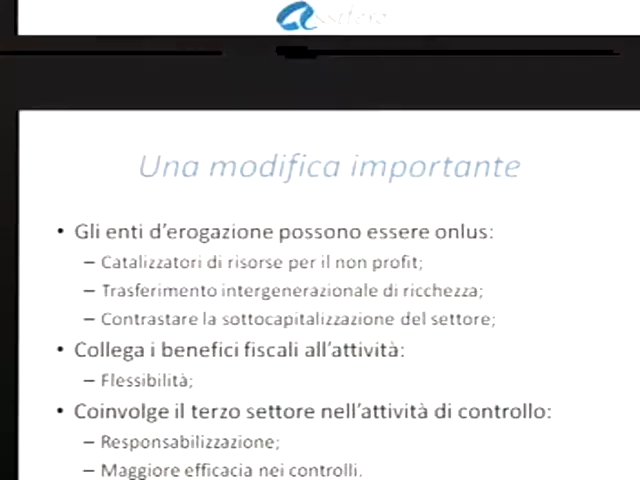 Assifero
Una modifica importante
• Gli enti d'erogazione possono essere onlus:
– Catalizzatori di risorse per il non profit;
– Trasferimento intergenerazionale di ricchezza;
– Contrastare la sottocapitalizzazione del settore;
• Collega i benefici fiscali all'attività:
– Flessibilità;
• Coinvolge il terzo settore nell'attività di controllo:
– Responsabilizzazione;
– Maggiore efficacia nei controlli.